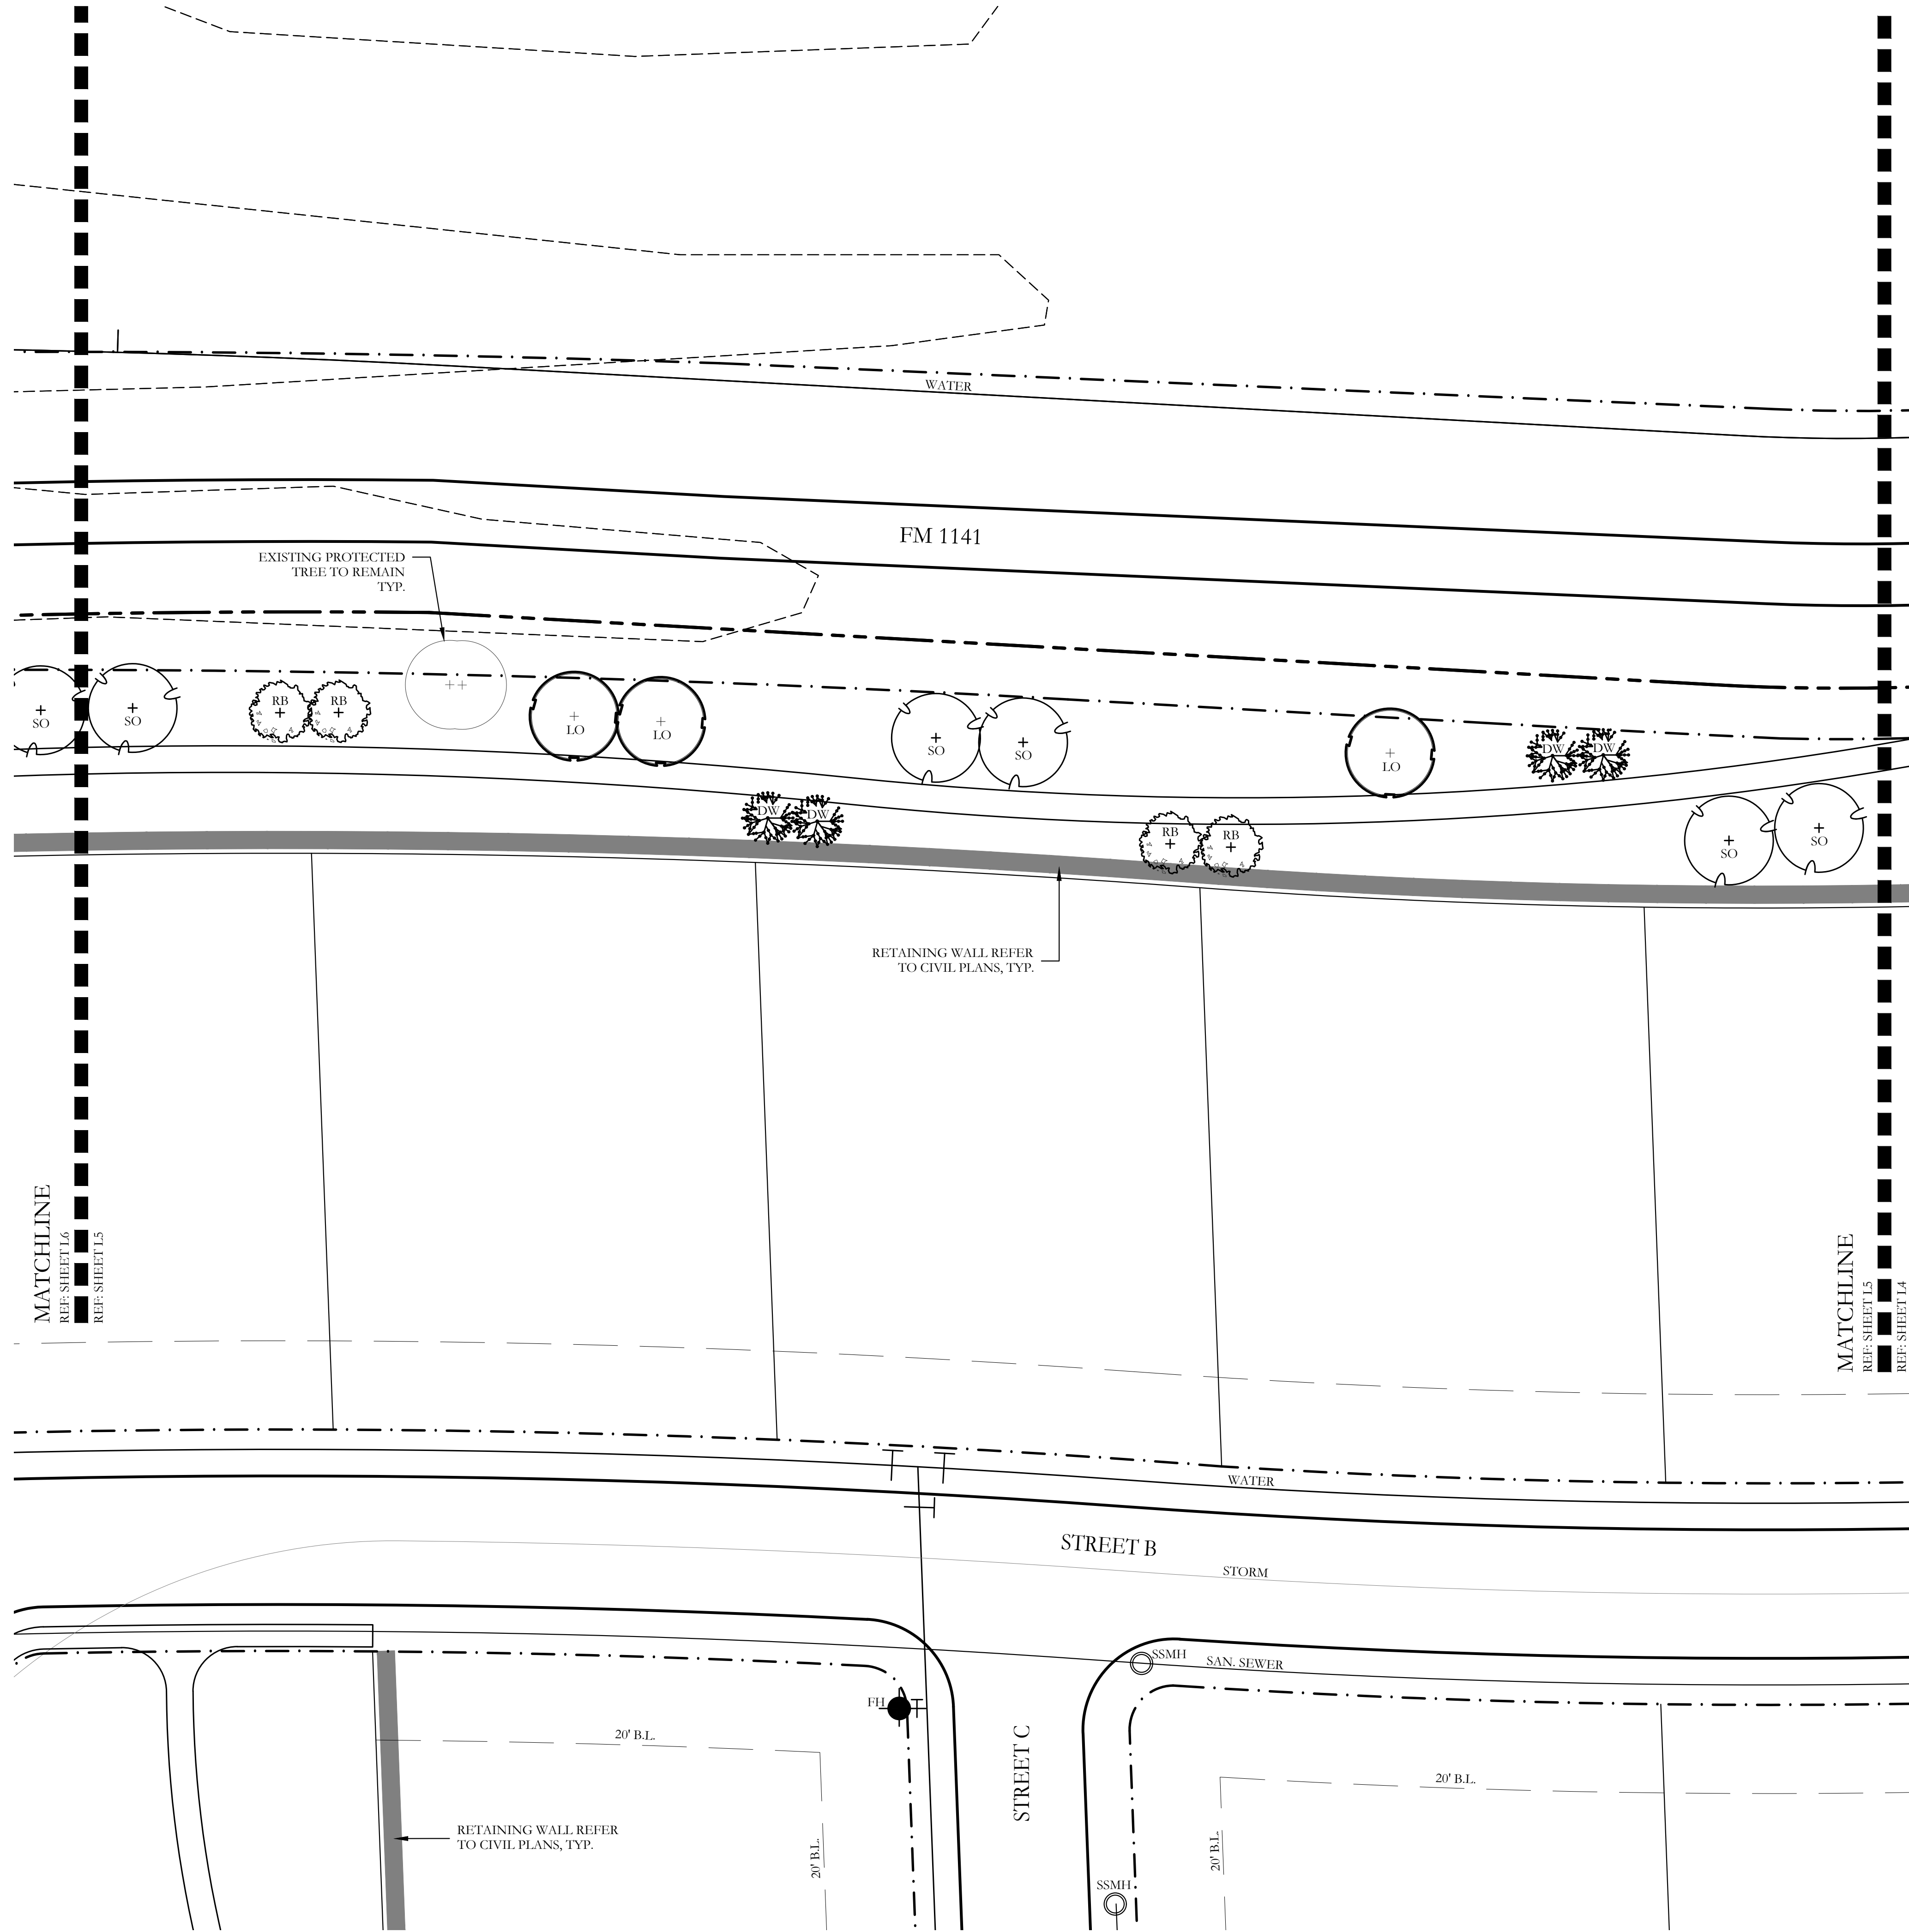 WATER
FM 1141
EXISTING PROTECTED
TREE TO REMAIN
TYP.
SO
SO
RB
RB
LO
LO
SO
SO
LO
DW
DW
DW
DW
RB
RB
SO
SO
RETAINING WALL REFER
TO CIVIL PLANS, TYP.
MATCHLINE
REF: SHEET L6
REF: SHEET L5
MATCHLINE
REF: SHEET L5
REF: SHEET L4
WATER
STREET B
STORM
SSMH
SAN. SEWER
FH
STREET C
20' B.L.
20' B.L.
20' B.L.
20' B.L.
RETAINING WALL REFER
TO CIVIL PLANS, TYP.
SSMH